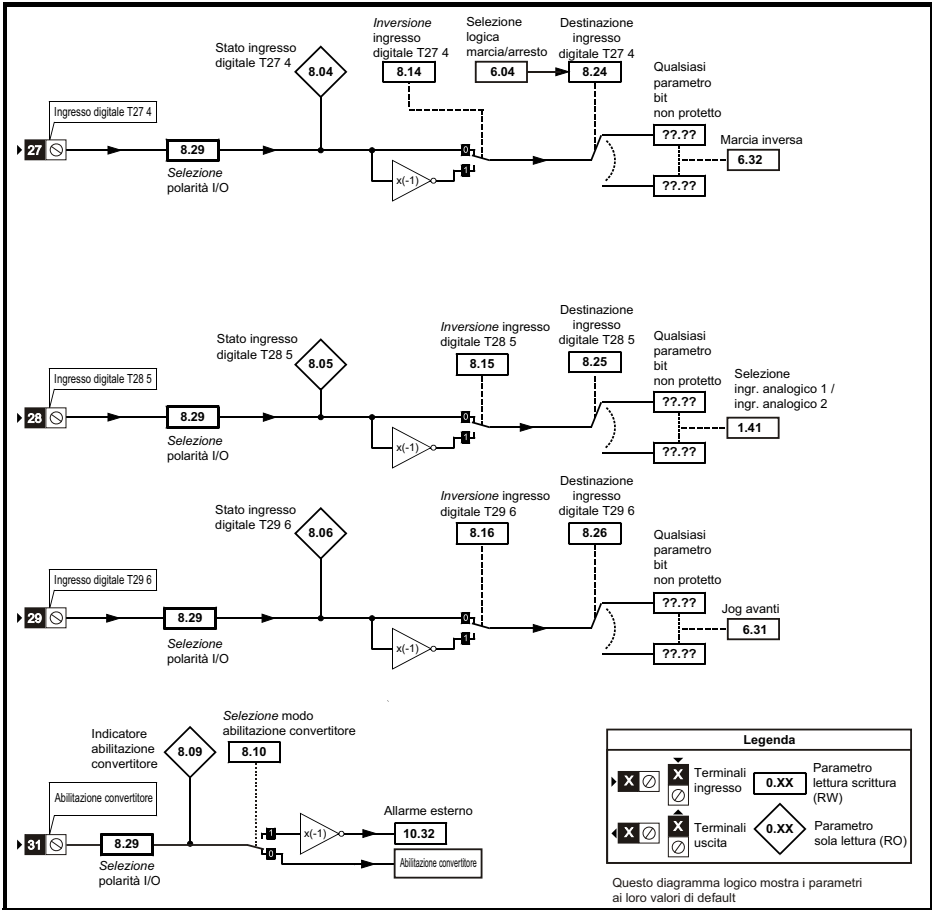 Stato ingresso
digitale T27 4
8.04
Inversione
ingresso
digitale T27 4
8.14
Selezione
logica
marcia/arresto
6.04
Destinazione
ingresso
digitale T27 4
8.24
Qualsiasi
parametro
bit
non protetto
??.??
??.??
Marcia inversa
6.32
Ingresso digitale T27 4
27
8.29
Selezione
polarità I/O
x(-1)
0
1
Stato ingresso
digitale T28 5
8.05
Inversione ingresso
digitale T28 5
8.15
Destinazione
ingresso
digitale T28 5
8.25
Qualsiasi
parametro
bit
non protetto
??.??
??.??
Selezione
ingr. analogico 1 /
ingr. analogico 2
1.41
Ingresso digitale T28 5
28
8.29
Selezione
polarità I/O
x(-1)
0
1
Stato ingresso
digitale T29 6
8.06
Inversione ingresso
digitale T29 6
8.16
Destinazione
ingresso
digitale T29 6
8.26
Qualsiasi
parametro
bit
non protetto
??.??
??.??
Jog avanti
6.31
Ingresso digitale T29 6
29
8.29
Selezione
polarità I/O
x(-1)
0
1
Indicatore
abilitazione
convertitore
8.09
Selezione modo
abilitazione convertitore
8.10
Abilitazione convertitore
31
8.29
Selezione
polarità I/O
1
0
x(-1)
Allarme esterno
10.32
Abilitazione convertitore
Legenda
X
X
Terminali
ingresso
0.XX
Parametro
lettura scrittura
(RW)
X
X
Terminali
uscita
0.XX
Parametro
sola lettura (RO)
Questo diagramma logico mostra i parametri
ai loro valori di default